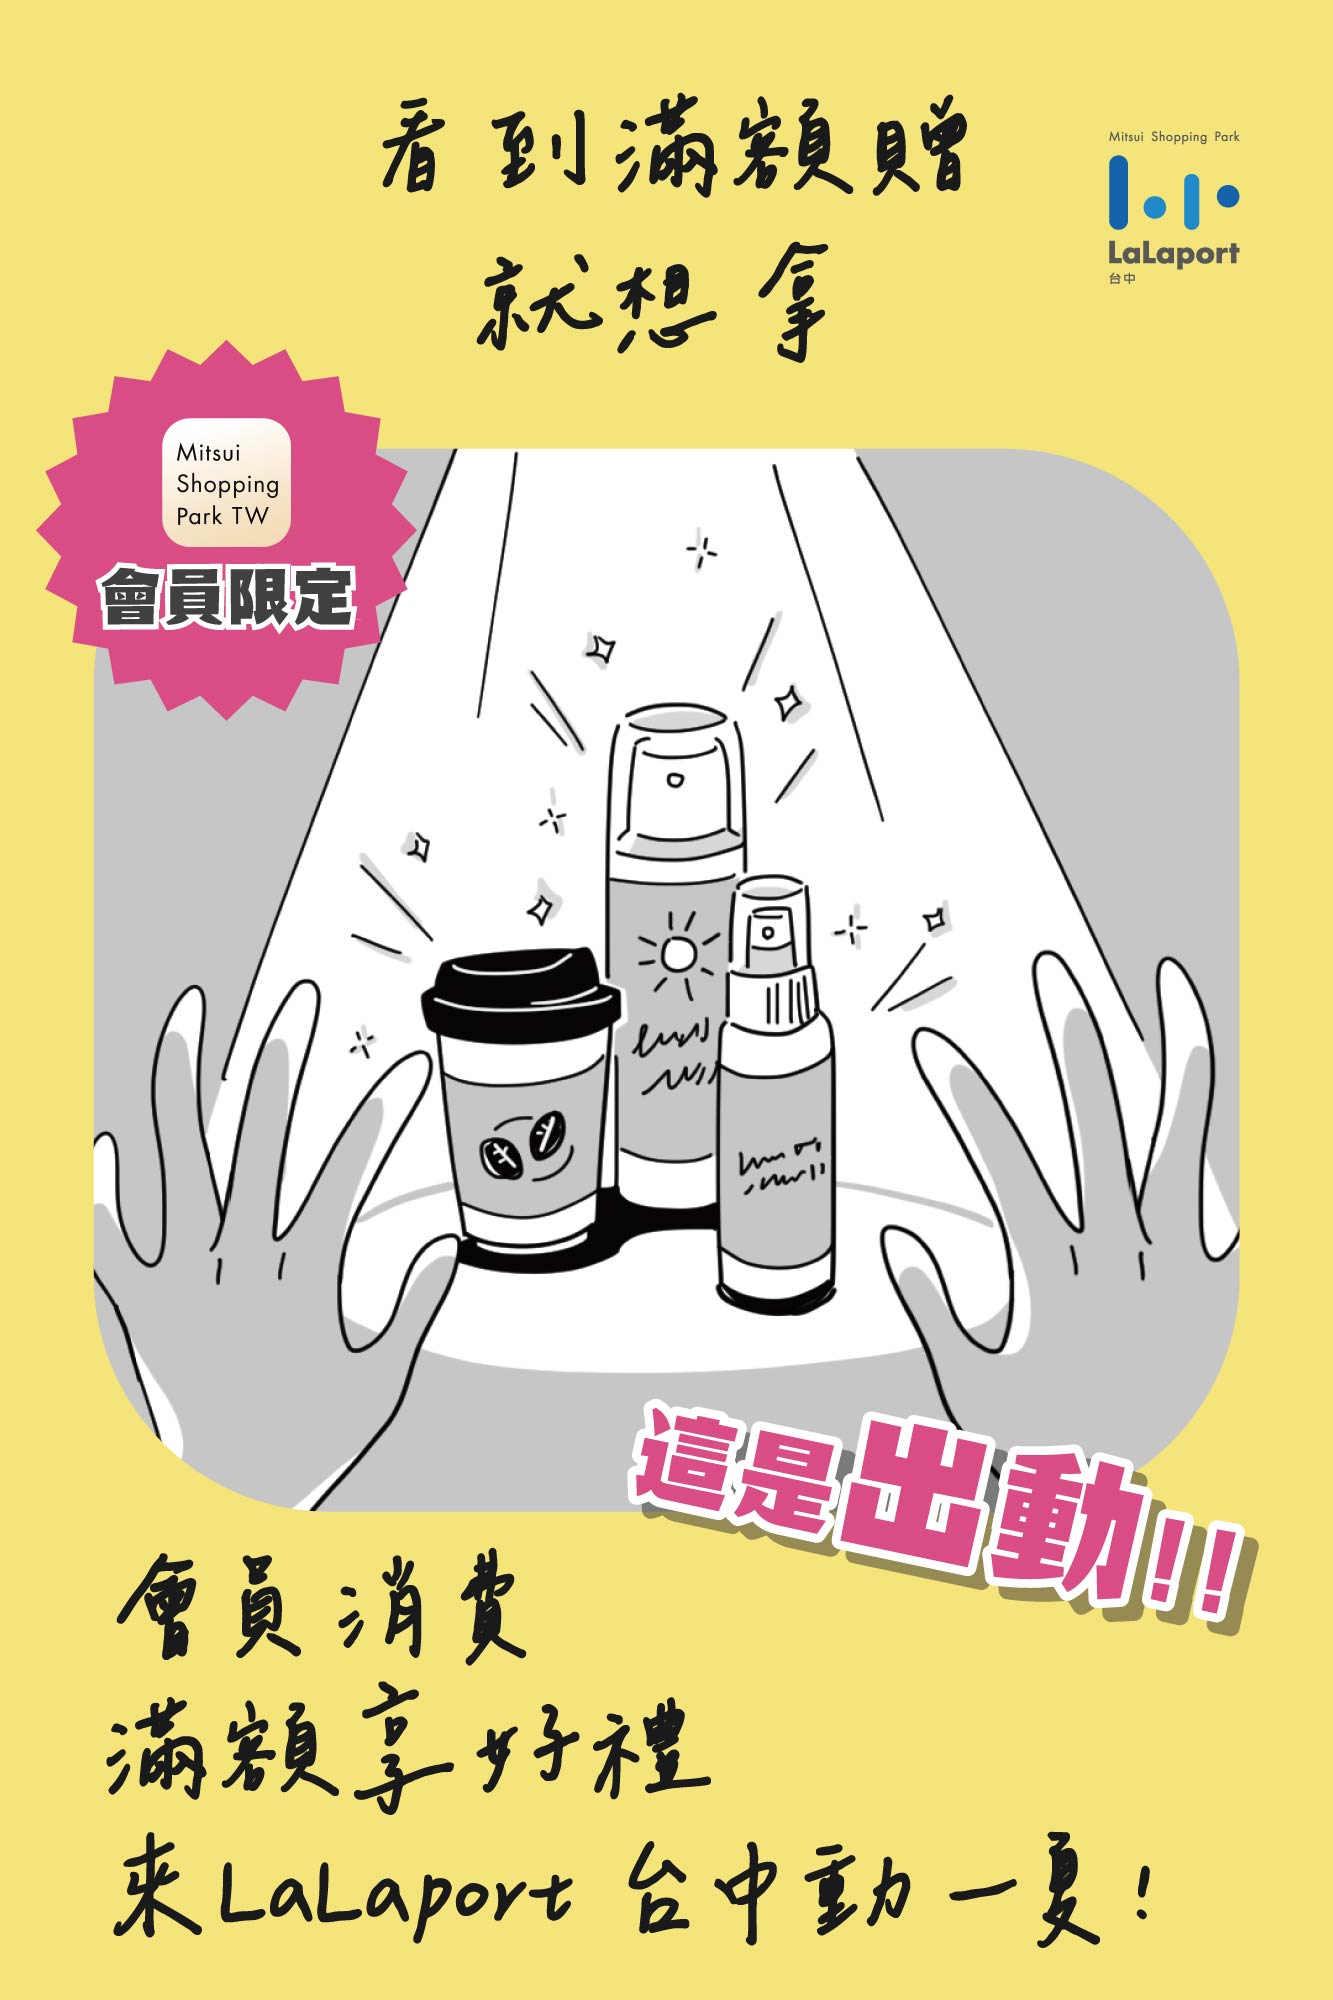 看到滿額贈
就想拿
Mitsui Shopping Park
LaLaport
台中
Mitsui
Shopping
Park TW
會員限定
這是出動!!
會員消費
滿額享好禮
來LaLaport台中動一夏!